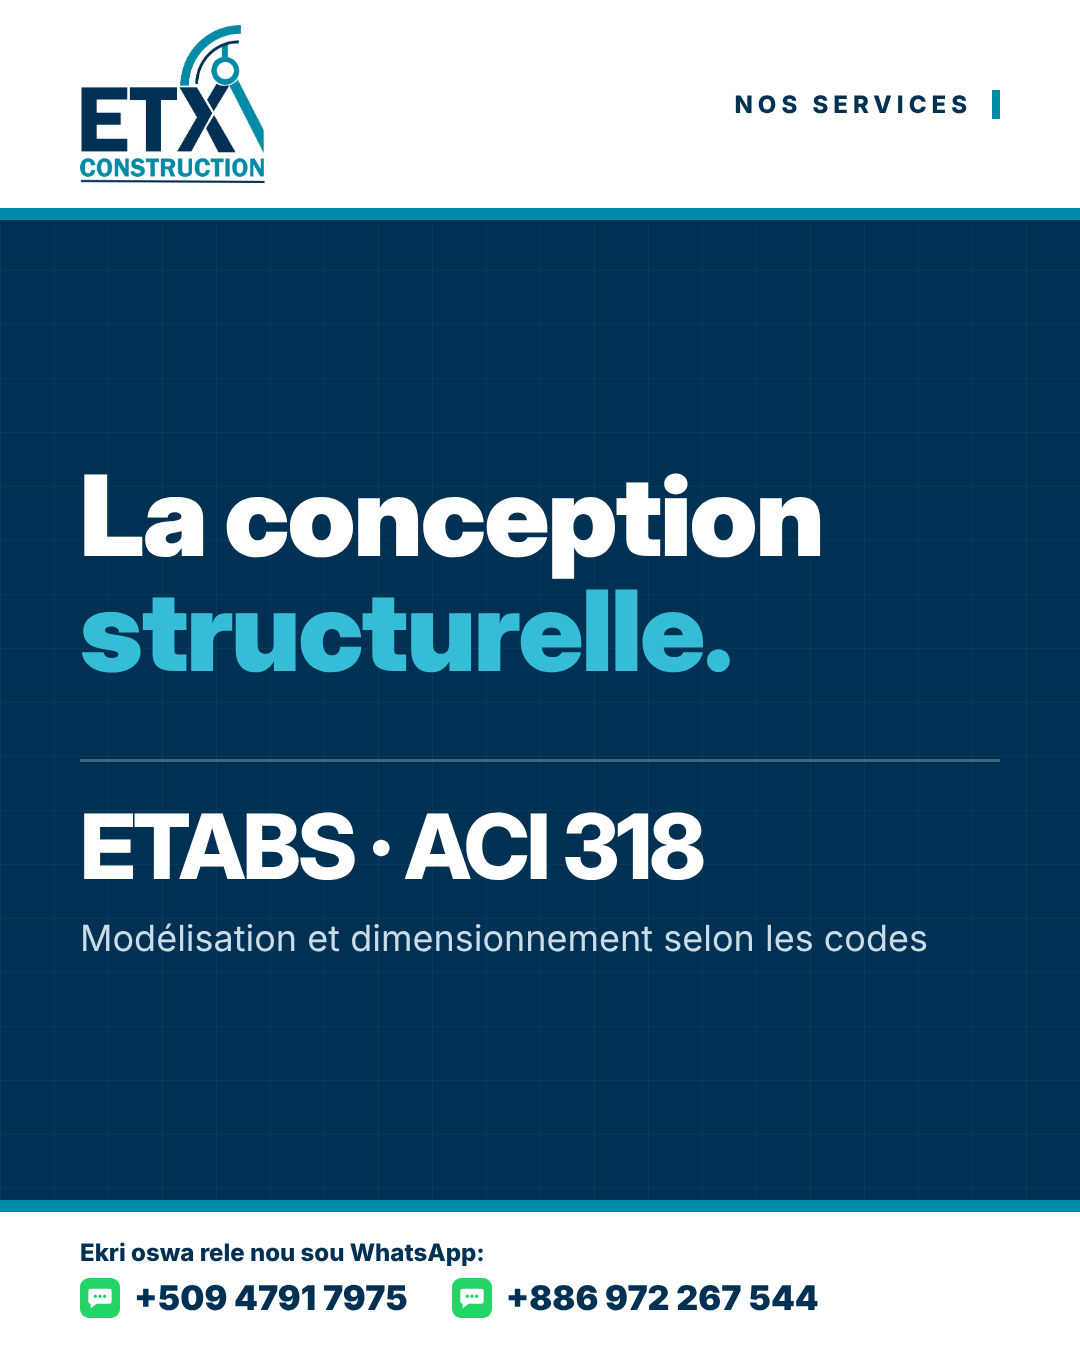 ETX
CONSTRUCTION
NOS SERVICES
La conception
structurelle.
ETABS · ACI 318
Modélisation et dimensionnement selon les codes
Ekri oswa rele nou sou WhatsApp:
+509 4791 7975
+886 972 267 544